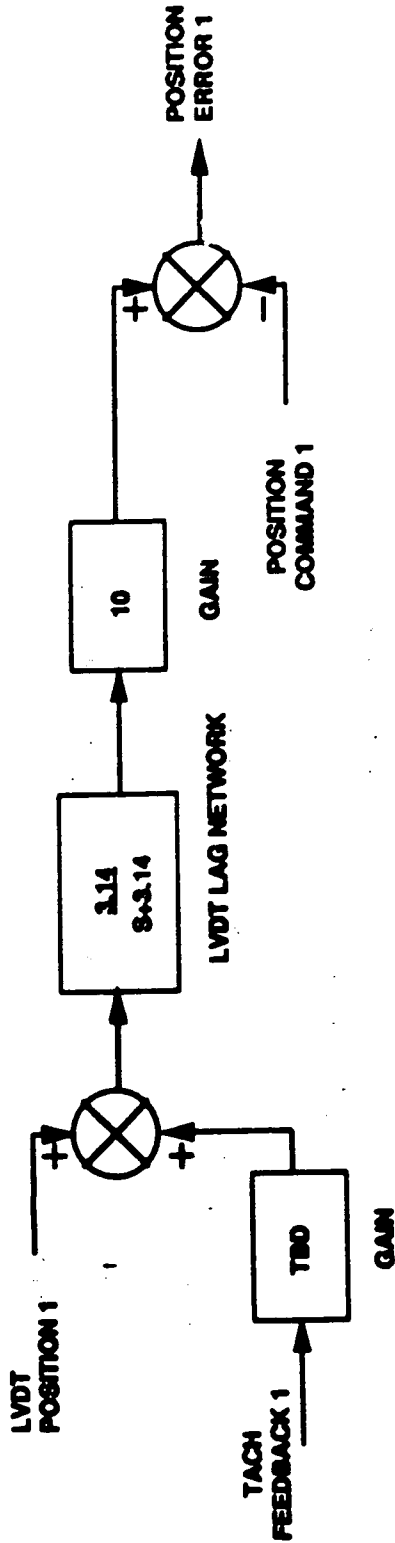 LVDT
POSITION 1
+
+
TACH
FEEDBACK 1
TBD
GAIN
3.14
S+3.14
LVDT LAG NETWORK
10
GAIN
+
−
POSITION
COMMAND 1
POSITION
ERROR 1